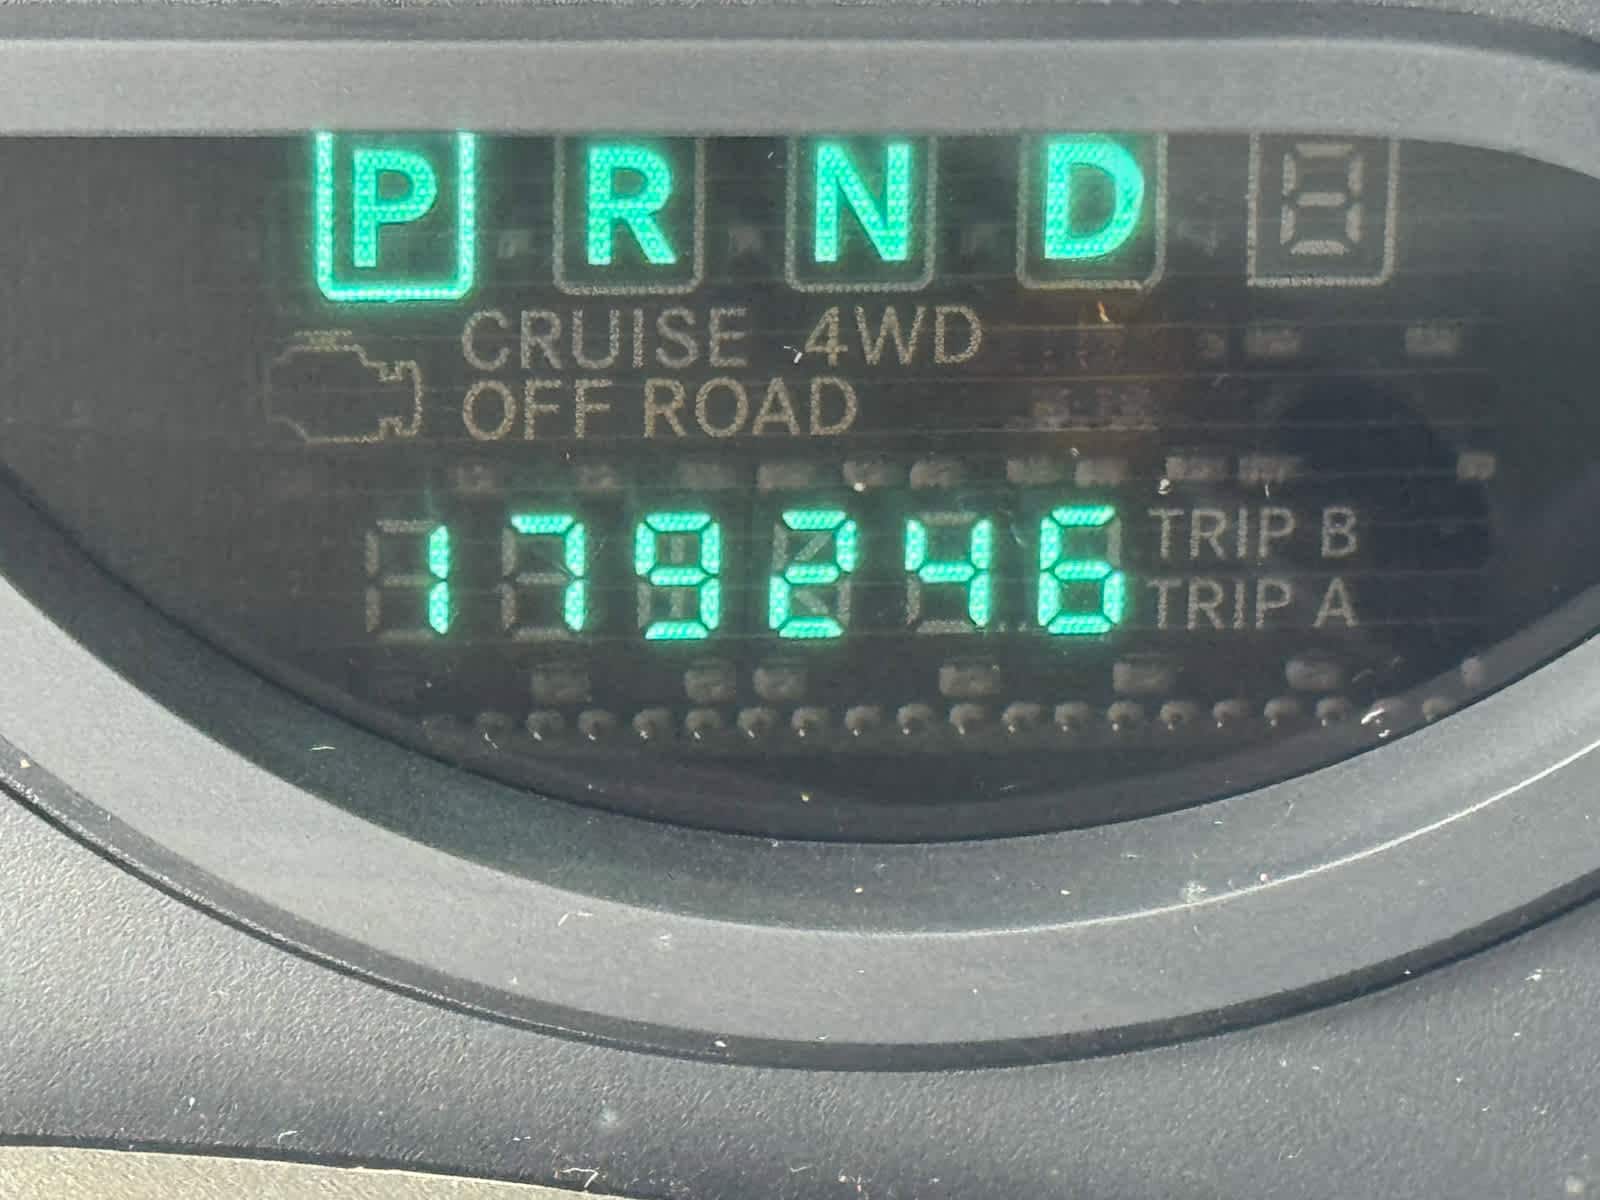 P R N D
CRUISE 4WD
OFF ROAD
179246
TRIP B
TRIP A